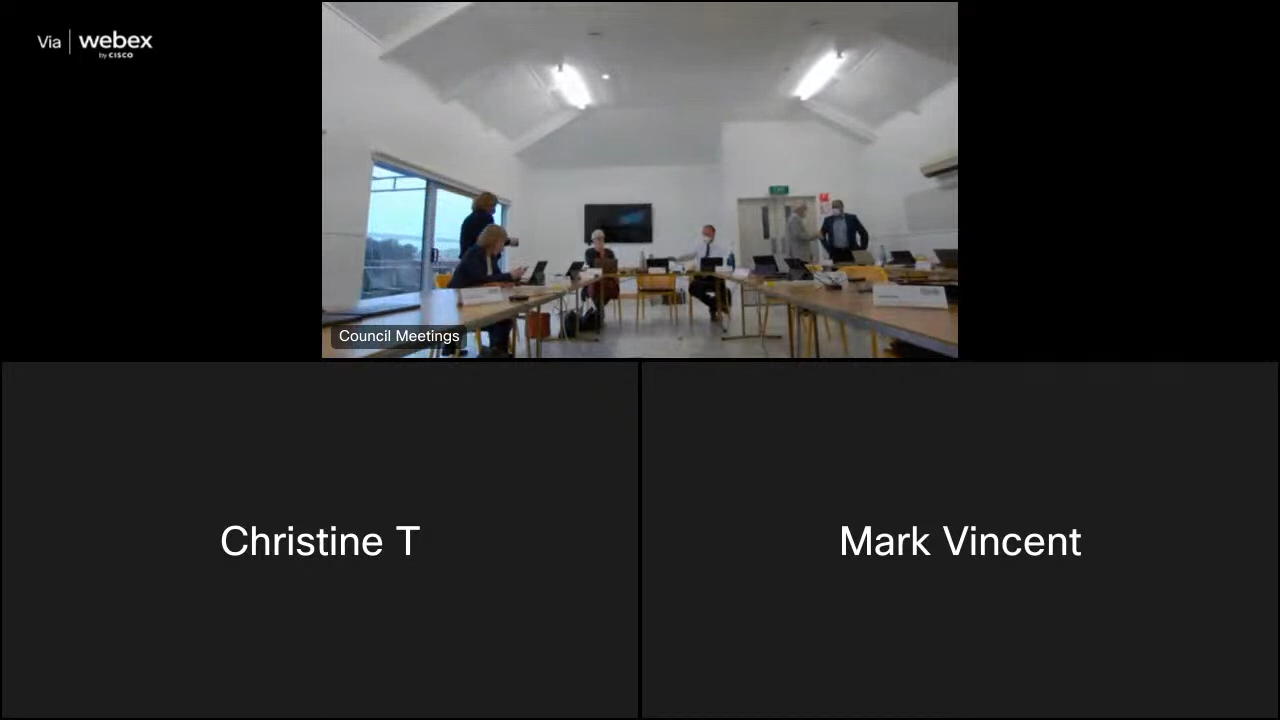 Via | webex
by CISCO
Council Meetings
Christine T
Mark Vincent